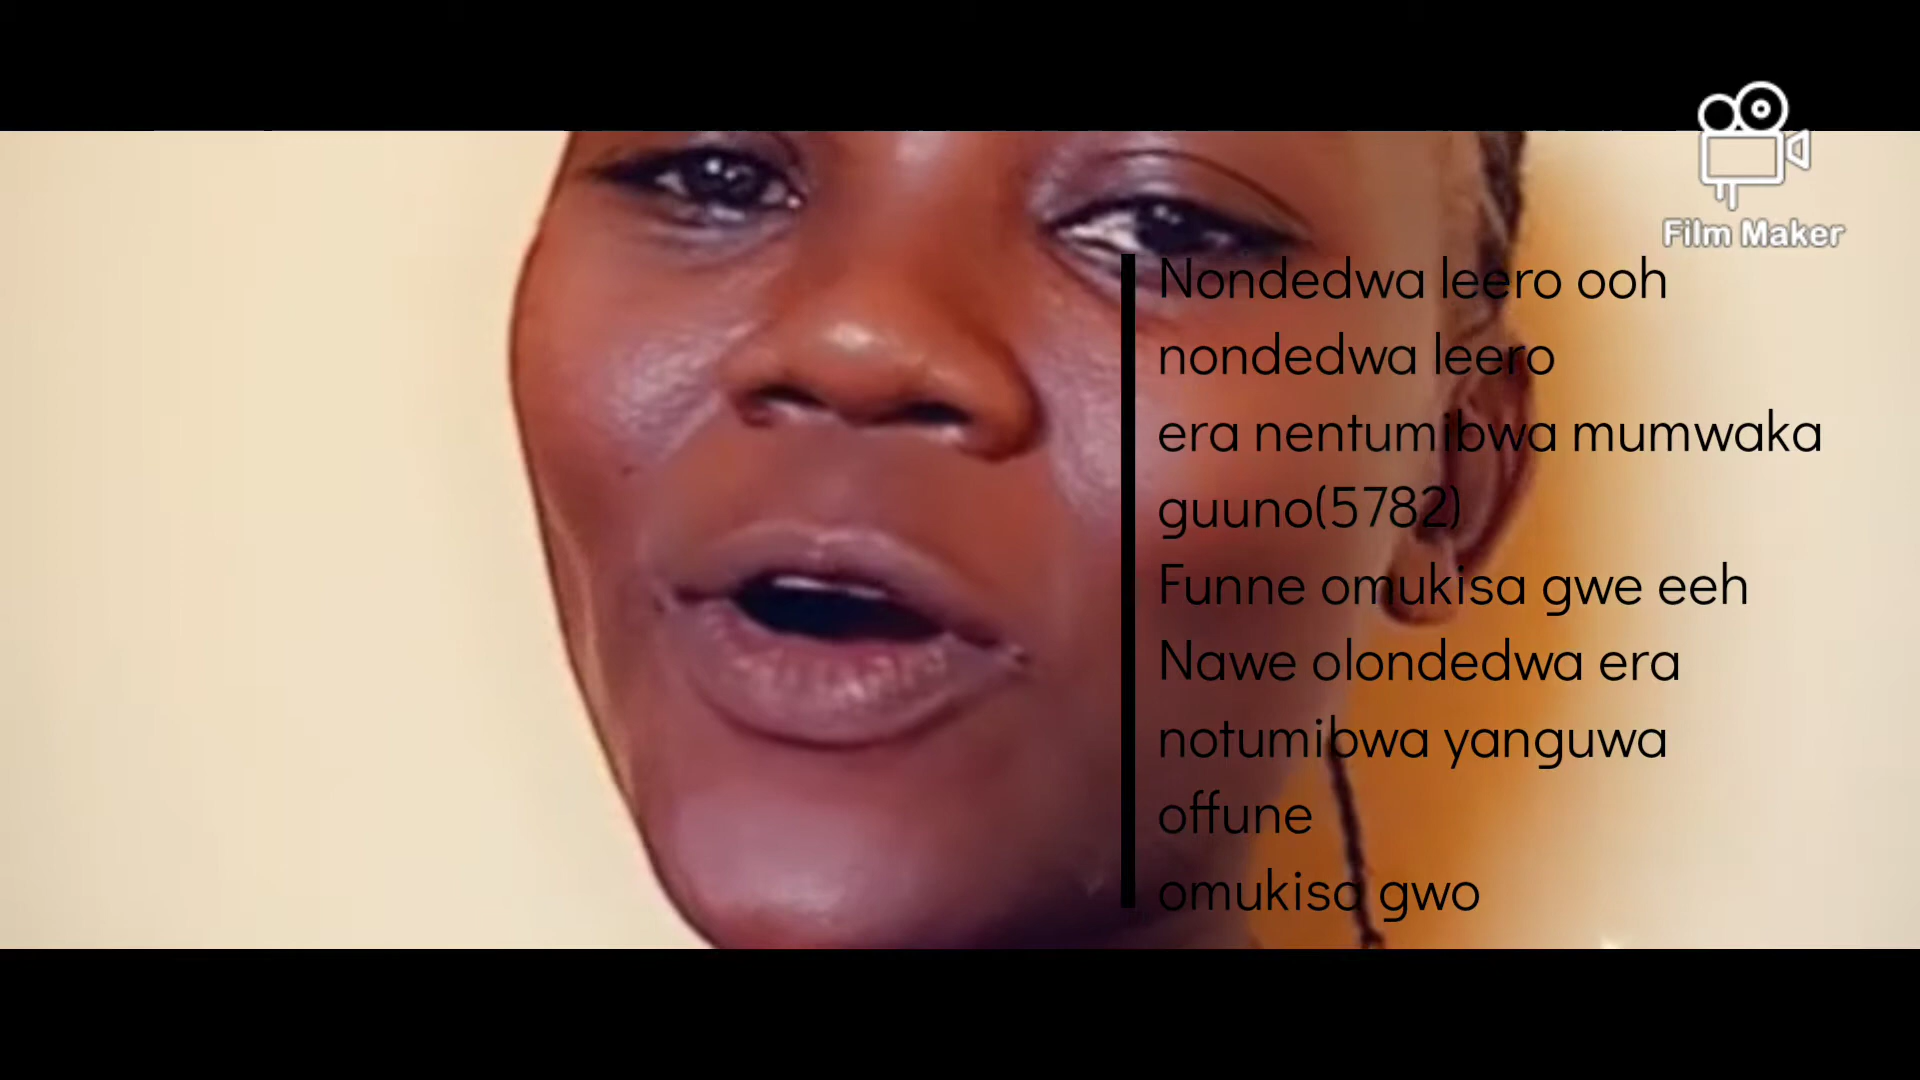 Film Maker
Nondedwa leero ooh
nondedwa leero
era nentumibwa mumwaka
guuno(5782)
Funne omukisa gwe eeh
Nawe olondedwa era
notumibwa yanguwa
offune
omukisa gwo